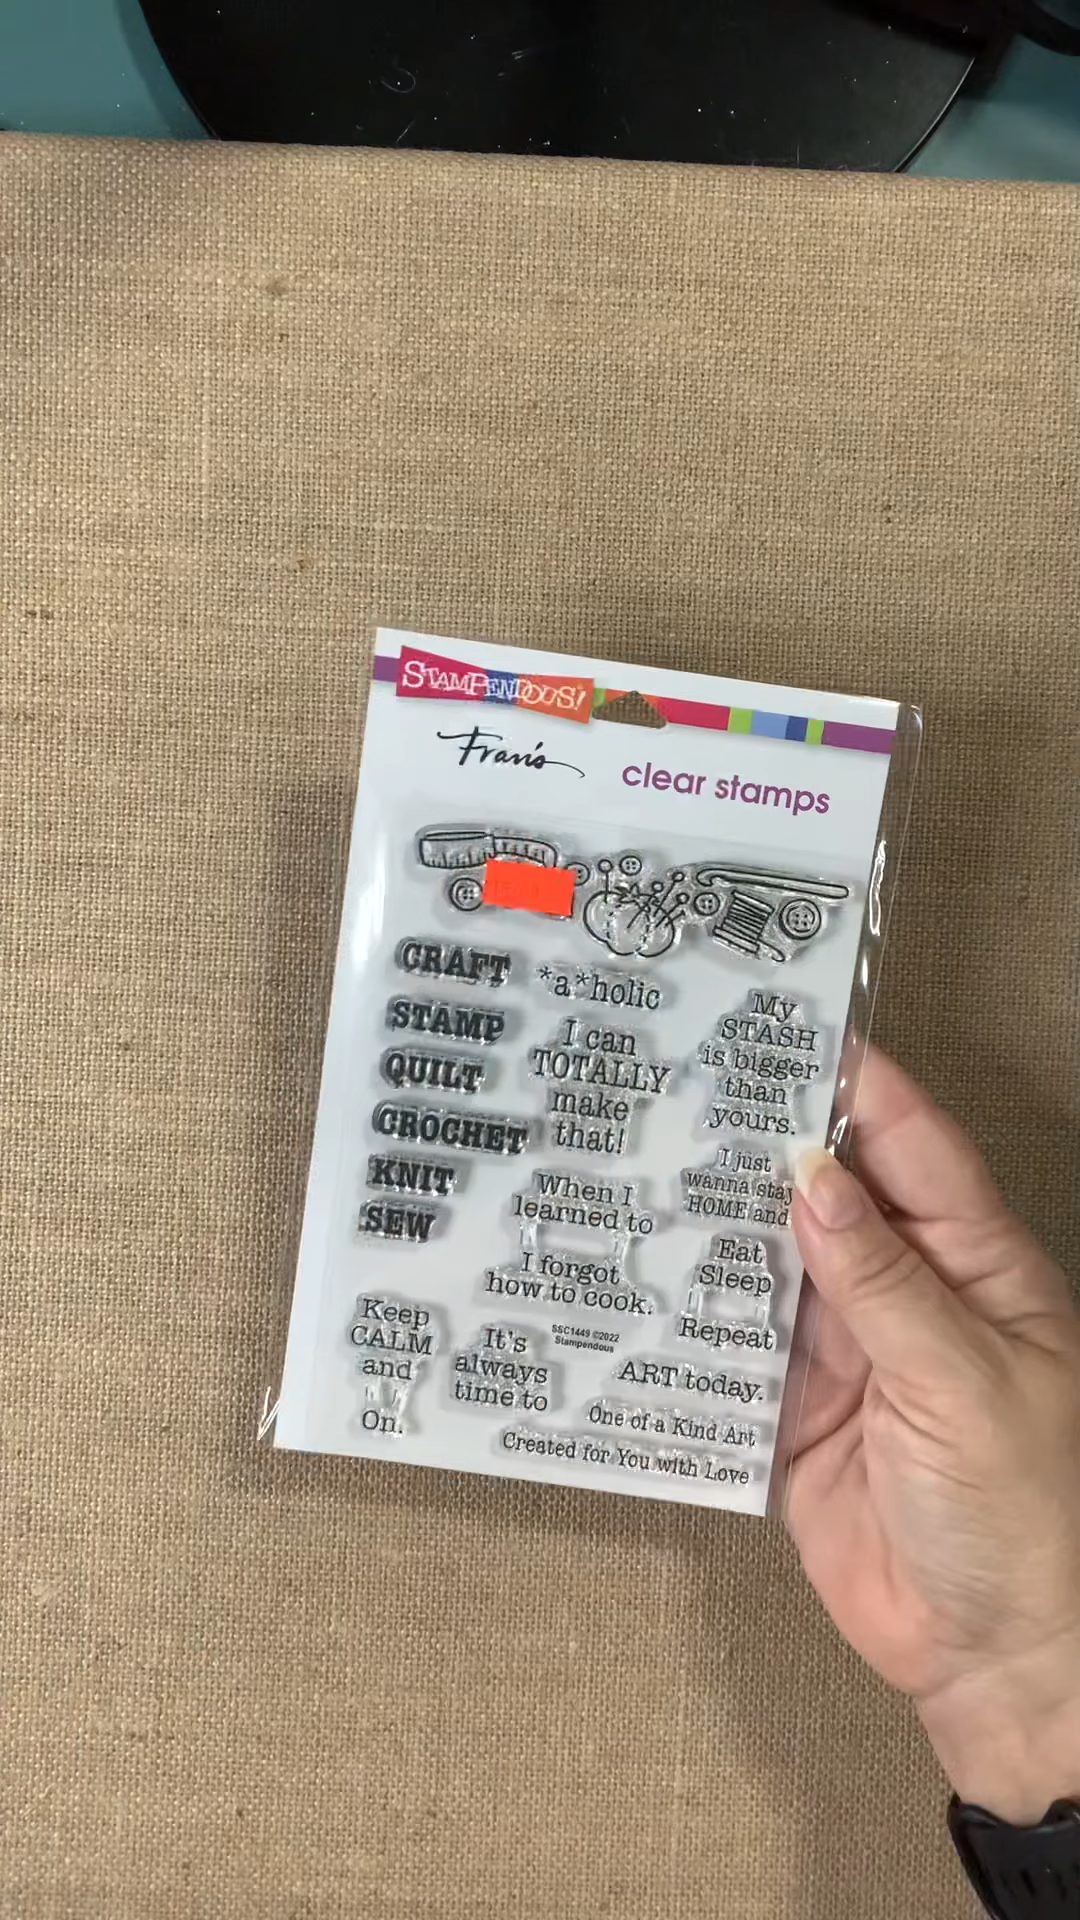 STAMPENDOUS!
Fran's
clear stamps
CRAFT
STAMP
QUILT
CROCHET
KNIT
SEW
*a*holic
I can
TOTALLY
make
that!
My
STASH
is bigger
than
yours.
When I
learned to
I forgot
how to cook.
I just
wanna stay
HOME and
Eat
Sleep
Repeat
Keep
CALM
and
On.
It's
always
time to
SSC1449 ©2022
Stampendous
ART today.
One of a Kind Art
Created for You with Love